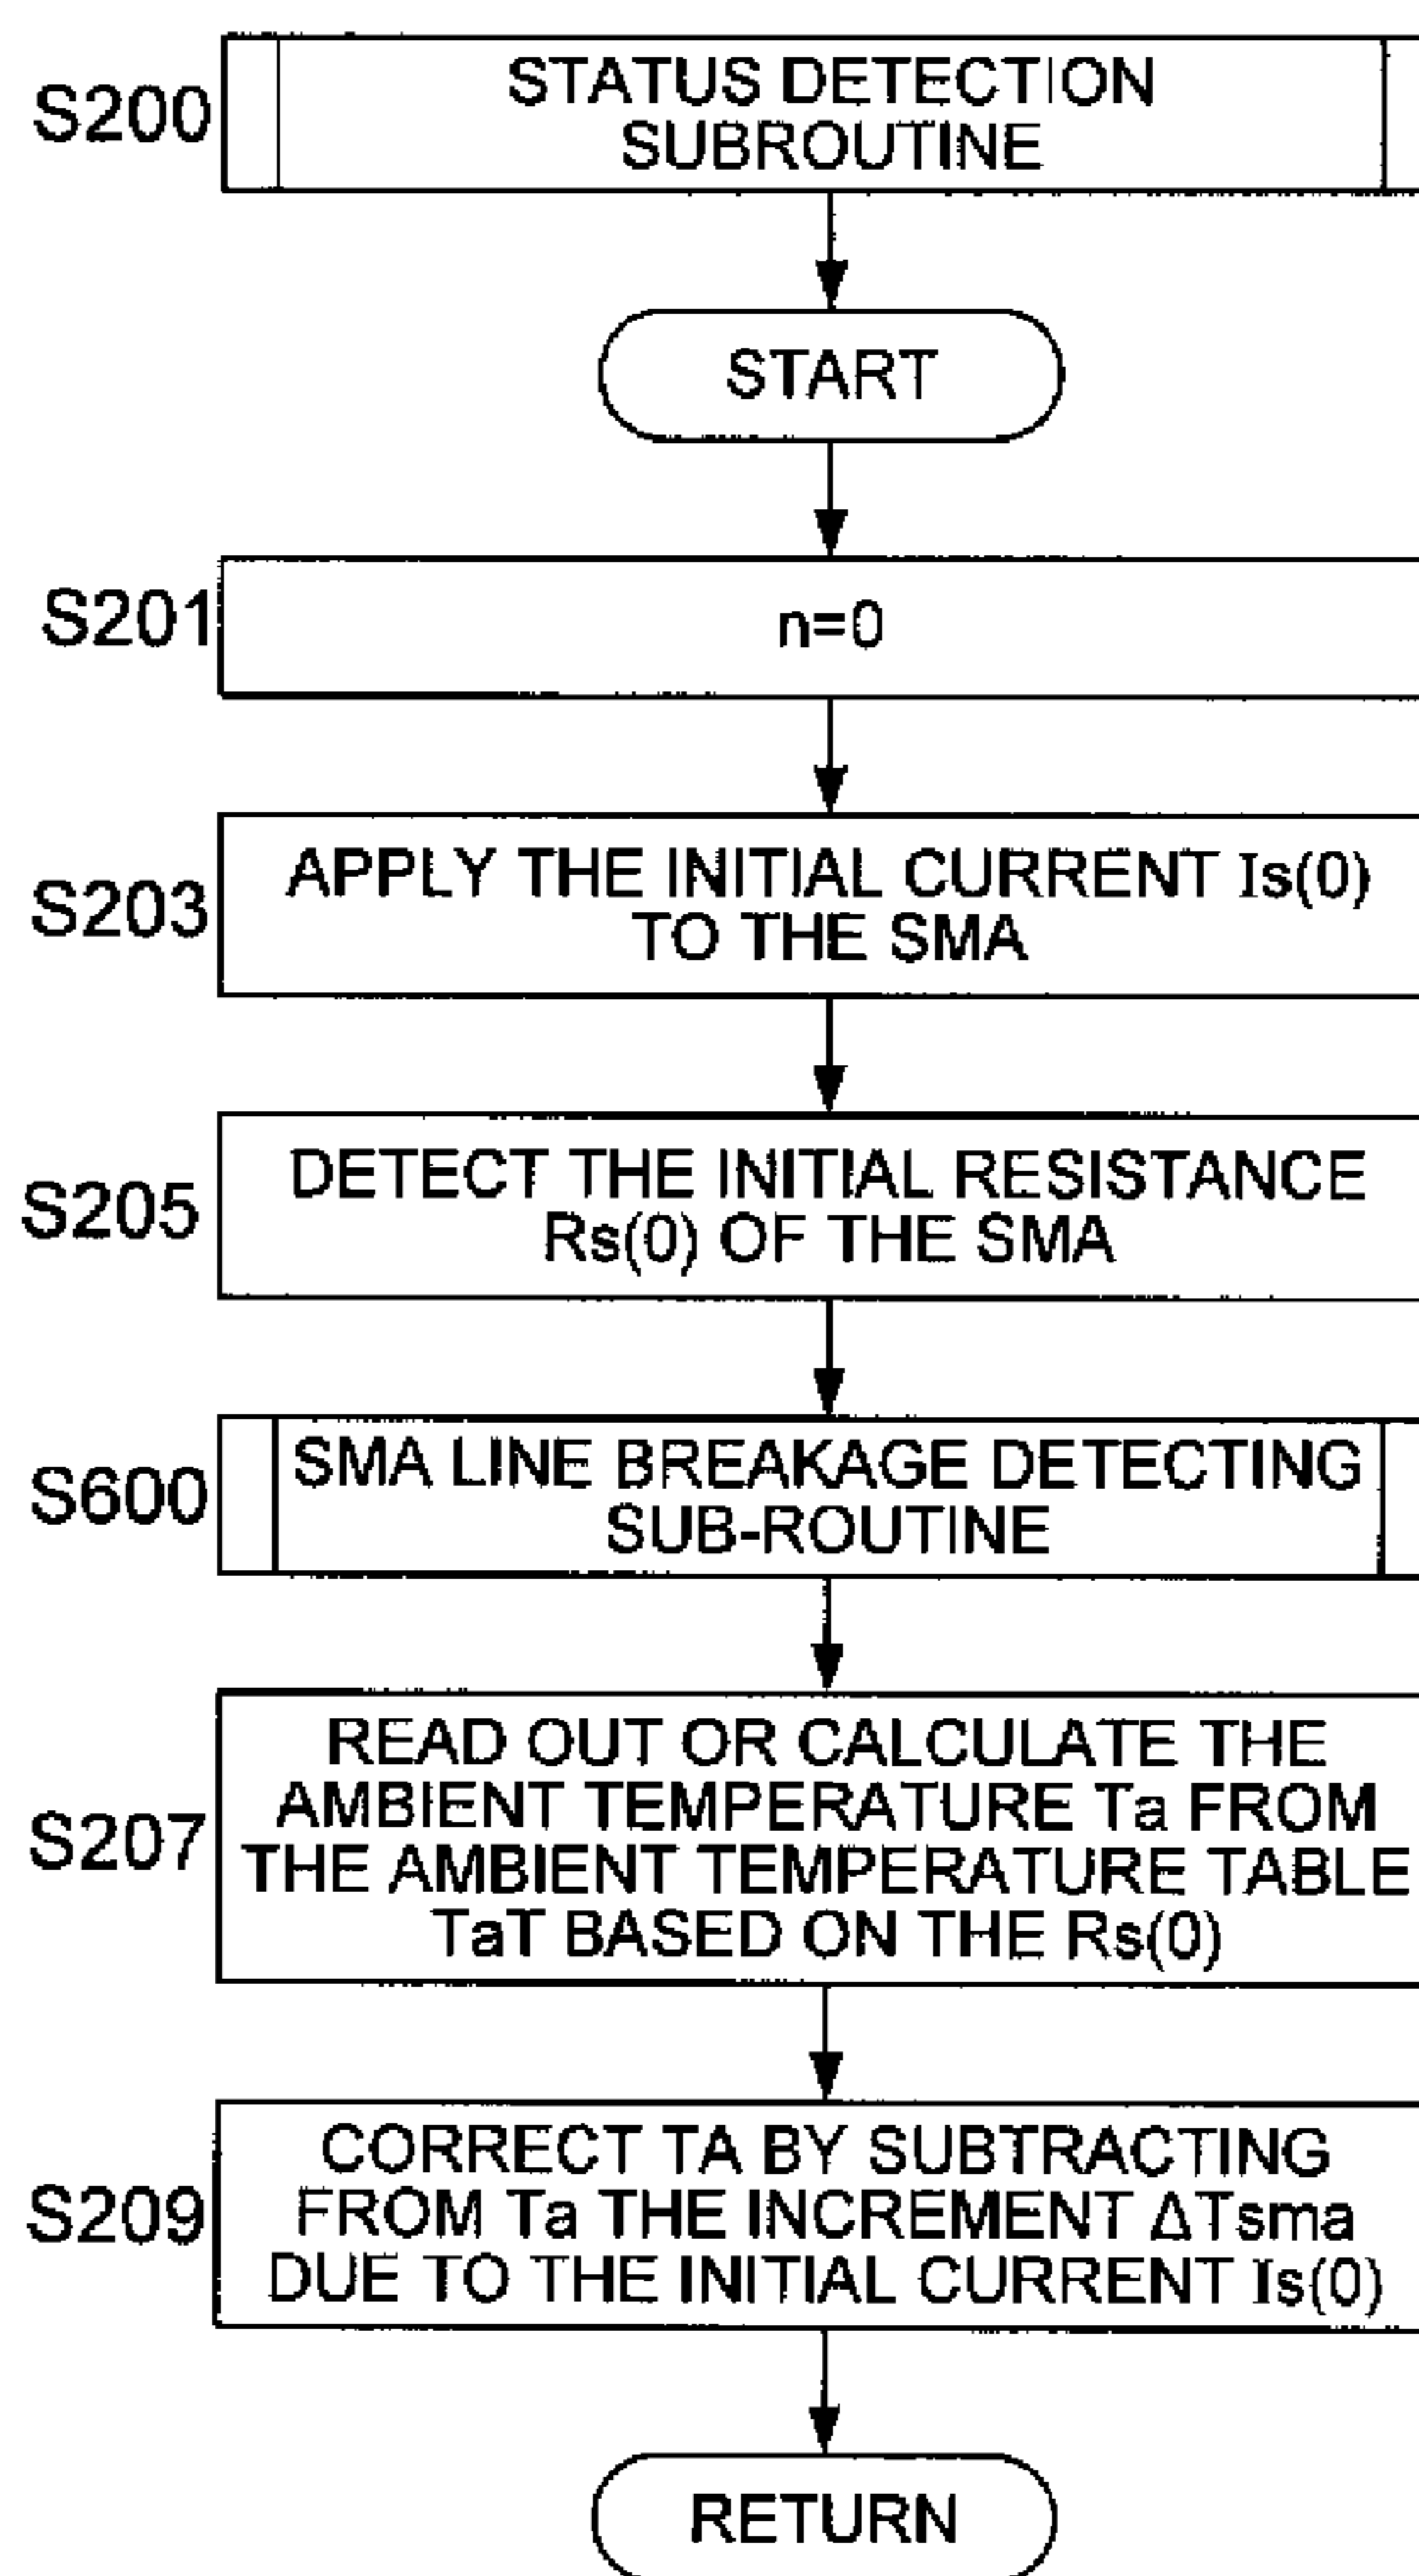 S200
STATUS DETECTION
SUBROUTINE
START
S201
n=0
S203
APPLY THE INITIAL CURRENT Is(0)
TO THE SMA
S205
DETECT THE INITIAL RESISTANCE
Rs(0) OF THE SMA
S600
SMA LINE BREAKAGE DETECTING
SUB-ROUTINE
S207
READ OUT OR CALCULATE THE
AMBIENT TEMPERATURE Ta FROM
THE AMBIENT TEMPERATURE TABLE
TaT BASED ON THE Rs(0)
S209
CORRECT TA BY SUBTRACTING
FROM Ta THE INCREMENT ΔTsma
DUE TO THE INITIAL CURRENT Is(0)
RETURN